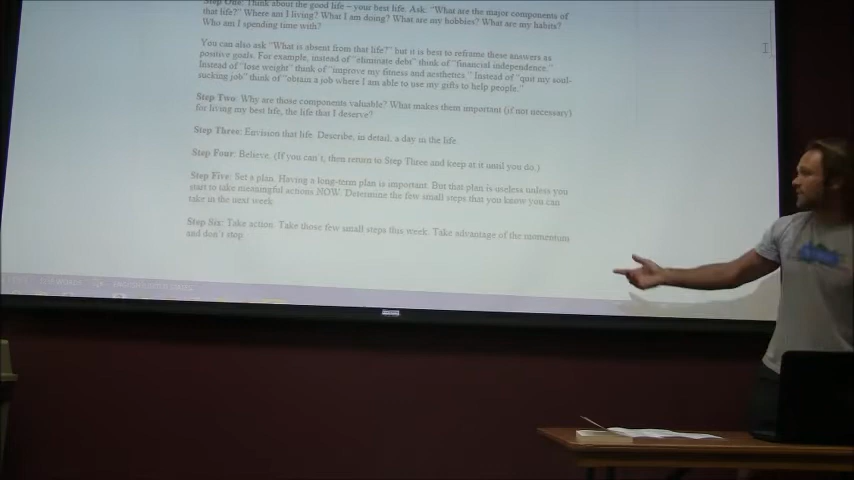 Step One: Think about the good life – your best life. Ask: "What are the major components of
that life?" Where am I living? What I am doing? What are my hobbies? What are my habits?
Who am I spending time with?
You can also ask "What is absent from that life?" but it is best to reframe these answers as
positive goals. For example, instead of "eliminate debt" think of "financial independence."
Instead of "lose weight" think of "improve my fitness and aesthetics." Instead of "quit my soul-
sucking job" think of "obtain a job where I am able to use my gifts to help people."
Step Two: Why are those components valuable? What makes them important (if not necessary)
for living my best life, the life that I deserve?
Step Three: Envision that life. Describe, in detail, a day in the life.
Step Four: Believe. (If you can't, then return to Step Three and keep at it until you do.)
Step Five: Set a plan. Having a long-term plan is important. But that plan is useless unless you
start to take meaningful actions NOW. Determine the few small steps that you know you can
take in the next week.
Step Six: Take action. Take those few small steps this week. Take advantage of the momentum
and don't stop.